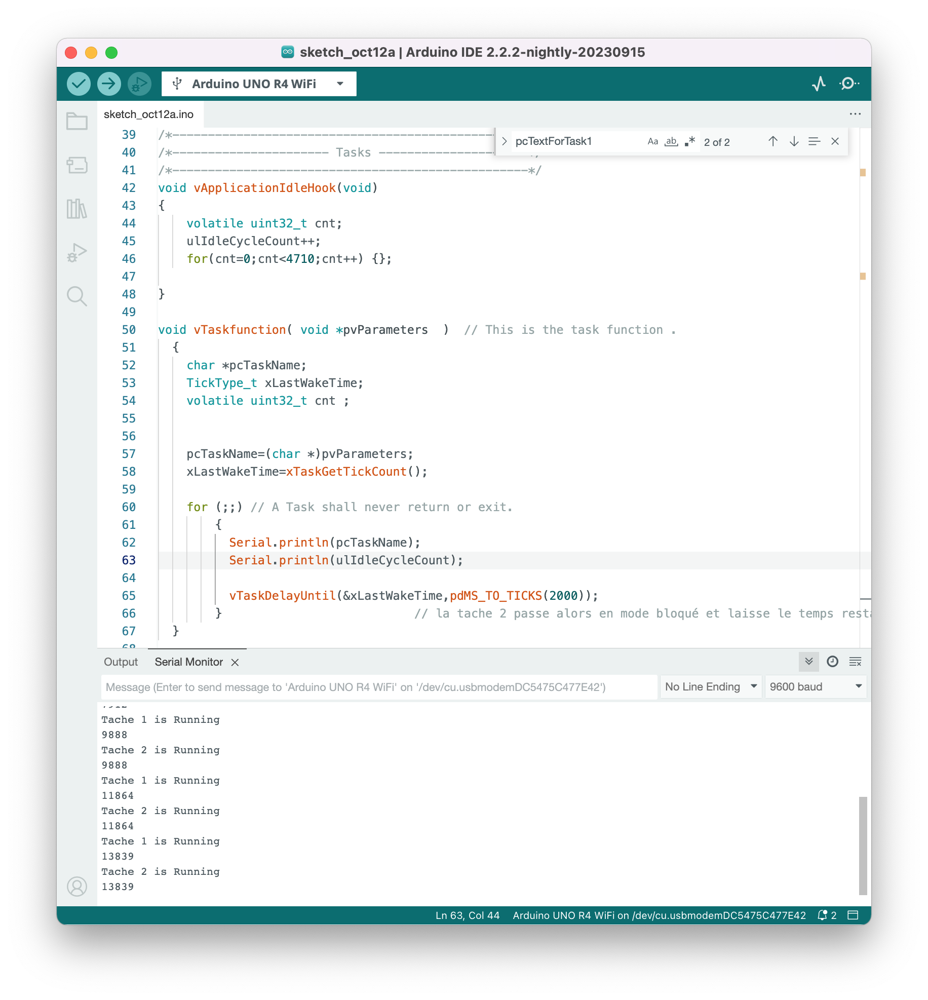 sketch_oct12a | Arduino IDE 2.2.2-nightly-20230915
Arduino UNO R4 WiFi
sketch_oct12a.ino
pcTextForTask1 Aa ab 2 of 2
39 /*--------------------------------------------------
40 /*---------------------- Tasks ----------------------*/
41 /*--------------------------------------------------*/
42 void vApplicationIdleHook(void)
43 {
44 volatile uint32_t cnt;
45 ulIdleCycleCount++;
46 for(cnt=0;cnt<4710;cnt++) {};
47
48 }
49
50 void vTaskfunction( void *pvParameters  )  // This is the task function .
51 {
52 char *pcTaskName;
53 TickType_t xLastWakeTime;
54 volatile uint32_t cnt ;
55
56
57 pcTaskName=(char *)pvParameters;
58 xLastWakeTime=xTaskGetTickCount();
59
60 for (;;) // A Task shall never return or exit.
61 {
62 Serial.println(pcTaskName);
63 Serial.println(ulIdleCycleCount);
64
65 vTaskDelayUntil(&xLastWakeTime,pdMS_TO_TICKS(2000));
66 } // la tache 2 passe alors en mode bloqué et laisse le temps
67 }
68
Output Serial Monitor
Message (Enter to send message to 'Arduino UNO R4 WiFi' on '/dev/cu.usbmodemDC5475C477E42') No Line Ending 9600 baud
7912
Tache 1 is Running
9888
Tache 2 is Running
9888
Tache 1 is Running
11864
Tache 2 is Running
11864
Tache 1 is Running
13839
Tache 2 is Running
13839
Ln 63, Col 44 Arduino UNO R4 WiFi on /dev/cu.usbmodemDC5475C477E42 2